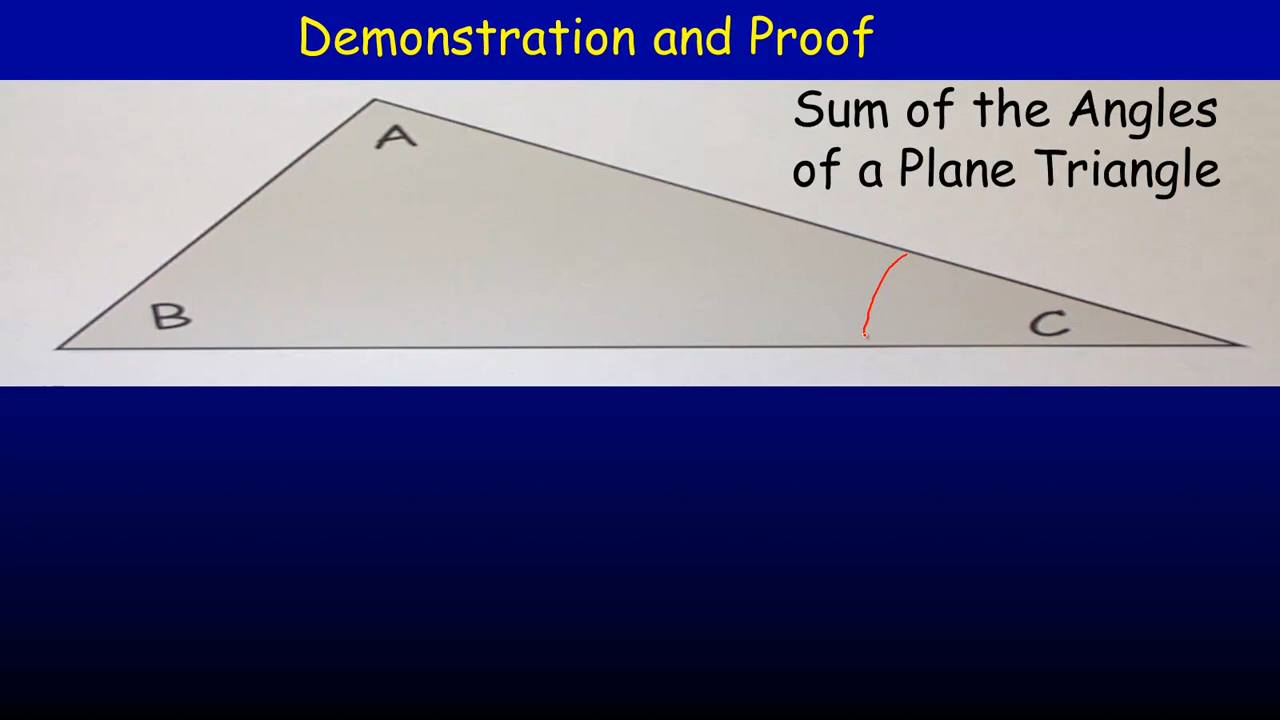 Demonstration and Proof
Sum of the Angles
of a Plane Triangle
A
B
C